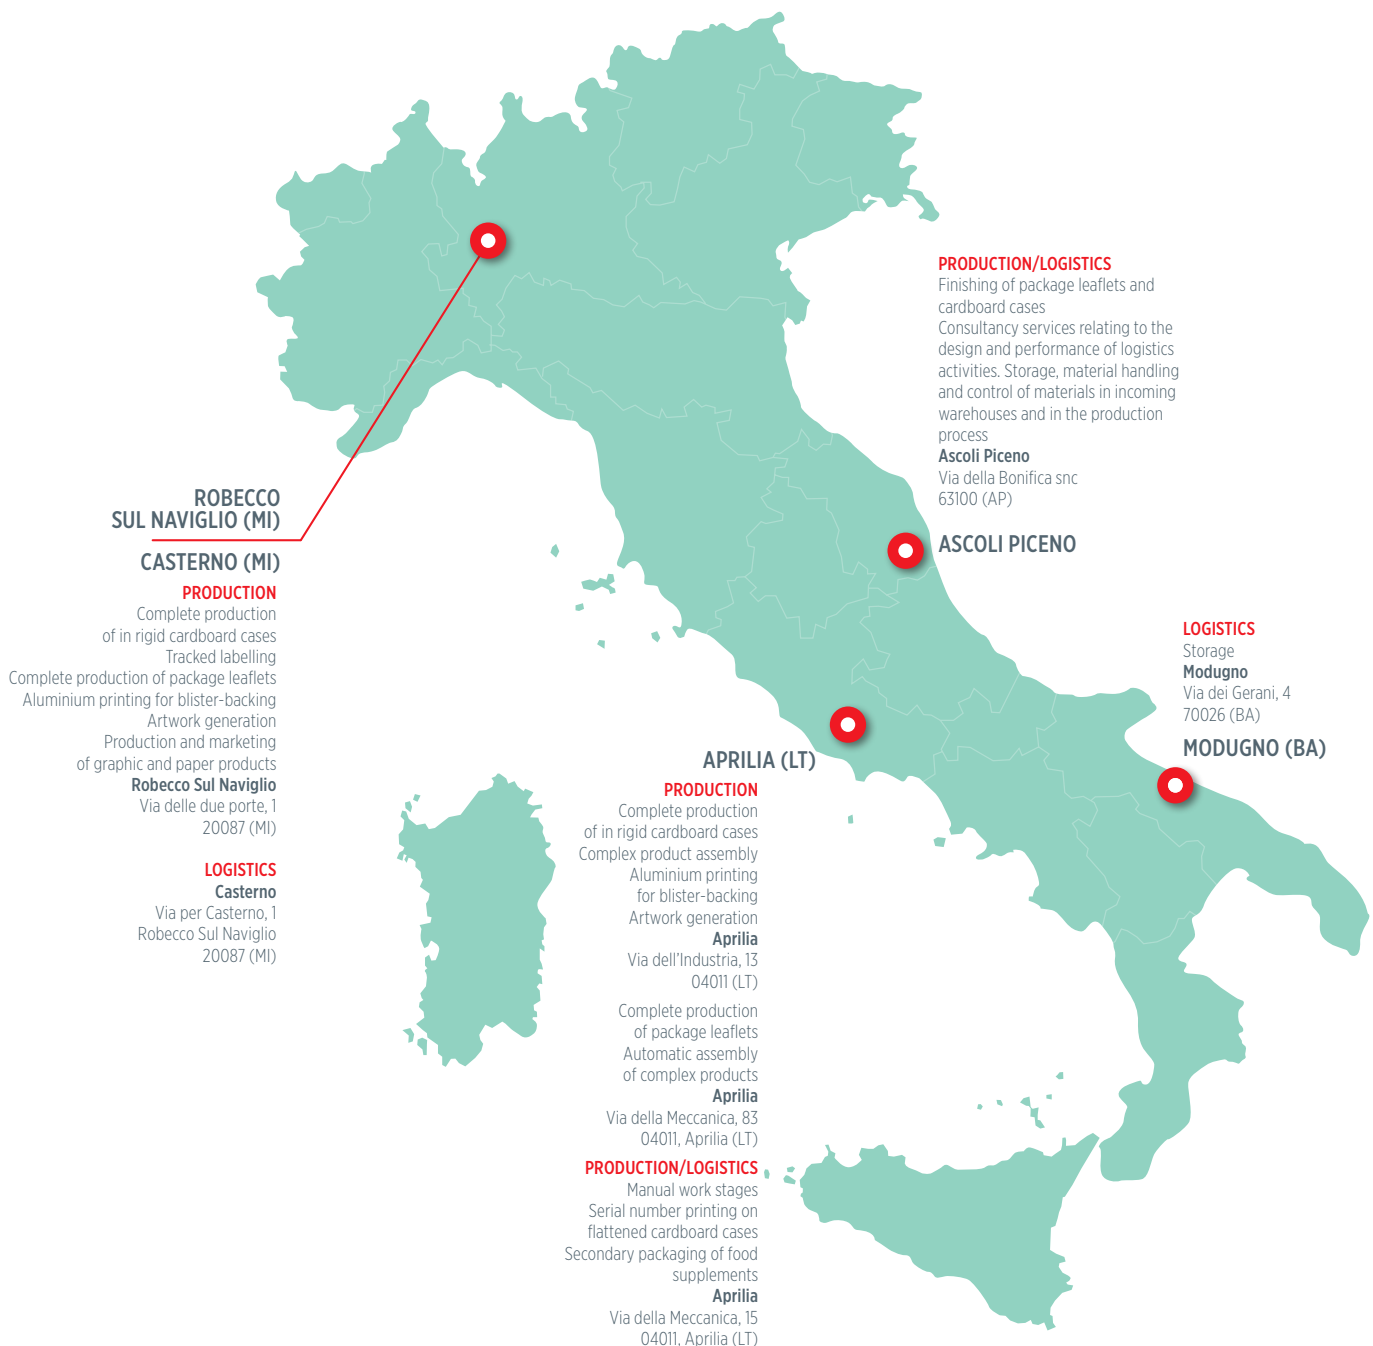 ROBECCO
SUL NAVIGLIO (MI)
CASTERNO (MI)
PRODUCTION
Complete production
of in rigid cardboard cases
Tracked labelling
Complete production of package leaflets
Aluminium printing for blister-backing
Artwork generation
Production and marketing
of graphic and paper products
Robecco Sul Naviglio
Via delle due porte, 1
20087 (MI)
LOGISTICS
Casterno
Via per Casterno, 1
Robecco Sul Naviglio
20087 (MI)
PRODUCTION/LOGISTICS
Finishing of package leaflets and
cardboard cases
Consultancy services relating to the
design and performance of logistics
activities. Storage, material handling
and control of materials in incoming
warehouses and in the production
process
Ascoli Piceno
Via della Bonifica snc
63100 (AP)
ASCOLI PICENO
LOGISTICS
Storage
Modugno
Via dei Gerani, 4
70026 (BA)
MODUGNO (BA)
APRILIA (LT)
PRODUCTION
Complete production
of in rigid cardboard cases
Complex product assembly
Aluminium printing
for blister-backing
Artwork generation
Aprilia
Via dell'Industria, 13
04011 (LT)
Complete production
of package leaflets
Automatic assembly
of complex products
Aprilia
Via della Meccanica, 83
04011, Aprilia (LT)
PRODUCTION/LOGISTICS
Manual work stages
Serial number printing on
flattened cardboard cases
Secondary packaging of food
supplements
Aprilia
Via della Meccanica, 15
04011, Aprilia (LT)